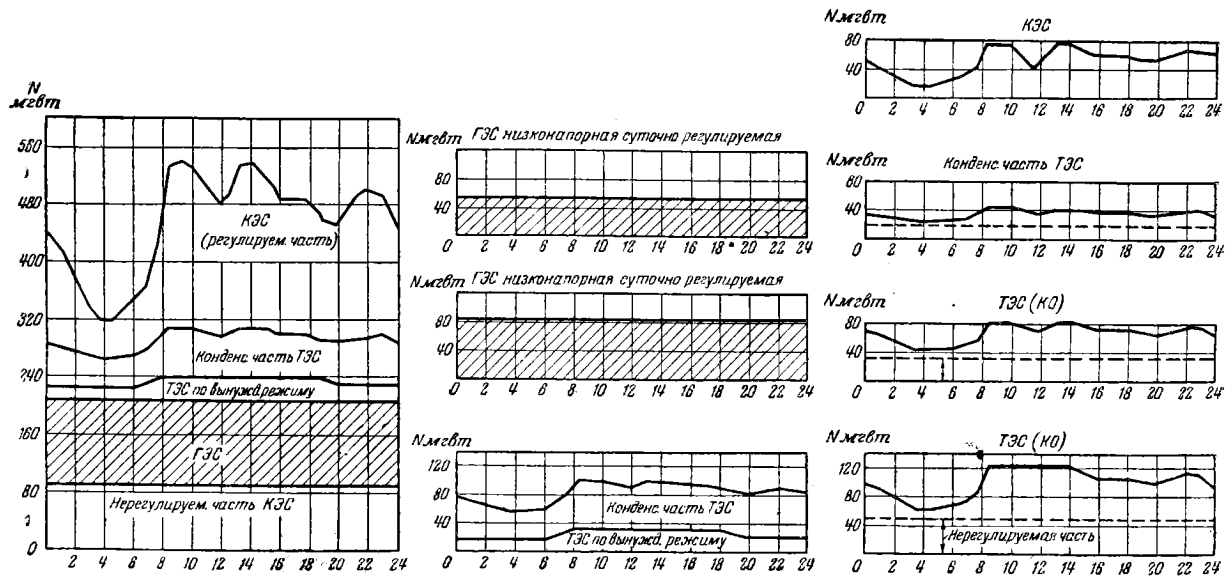 N
мгвт
560
480
400
320
240
160
80
0
КЭС
(регулируем. часть)
Конденс. часть ТЭС
ТЭС по вынужд. режиму
ГЭС
Нерегулируем. часть КЭС
2 4 6 8 10 12 14 16 18 20 22 24
N мгвт ГЭС низконапорная суточно регулируемая
80
40
0 2 4 6 8 10 12 14 16 18 20 22 24
N мгвт ГЭС низконапорная суточно регулируемая
80
40
0 2 4 6 8 10 12 14 16 18 20 22 24
N мгвт
120
80
40
0
Конденс. часть ТЭС
ТЭС по вынужд. режиму
2 4 6 8 10 12 14 16 18 20 22 24
N мгвт КЭС
80
40
0 2 4 6 8 10 12 14 16 18 20 22 24
N мгвт Конденс. часть ТЭС
80
40
0 2 4 6 8 10 12 14 16 18 20 22 24
N мгвт ТЭС (КО)
80
40
0 2 4 6 8 10 12 14 16 18 20 22 24
N мгвт ТЭС (КО)
120
80
40
Нерегулируемая часть
0 2 4 6 8 10 12 14 16 18 20 22 24